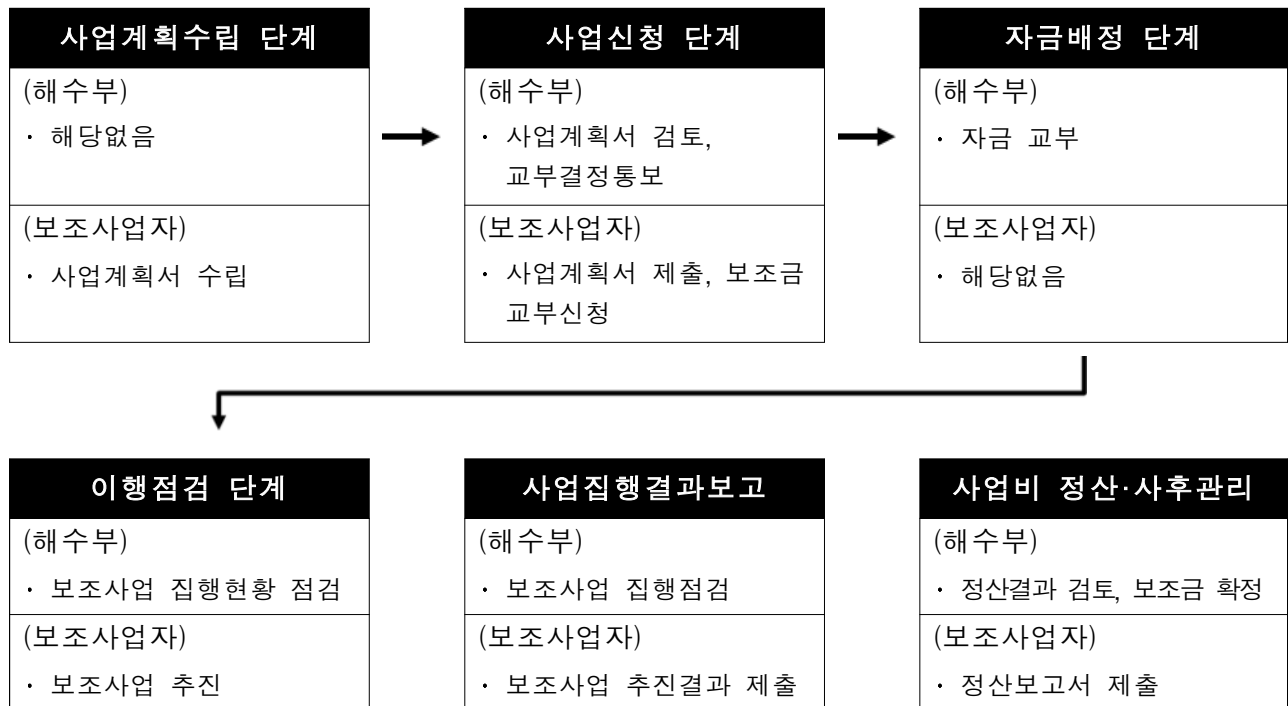 사업계획수립 단계
(해수부)
· 해당없음
(보조사업자)
· 사업계획서 수립
사업신청 단계
(해수부)
· 사업계획서 검토,
교부결정통보
(보조사업자)
· 사업계획서 제출, 보조금
교부신청
자금배정 단계
(해수부)
· 자금 교부
(보조사업자)
· 해당없음
이행점검 단계
(해수부)
· 보조사업 집행현황 점검
(보조사업자)
· 보조사업 추진
사업집행결과보고
(해수부)
· 보조사업 집행점검
(보조사업자)
· 보조사업 추진결과 제출
사업비 정산·사후관리
(해수부)
· 정산결과 검토, 보조금 확정
(보조사업자)
· 정산보고서 제출